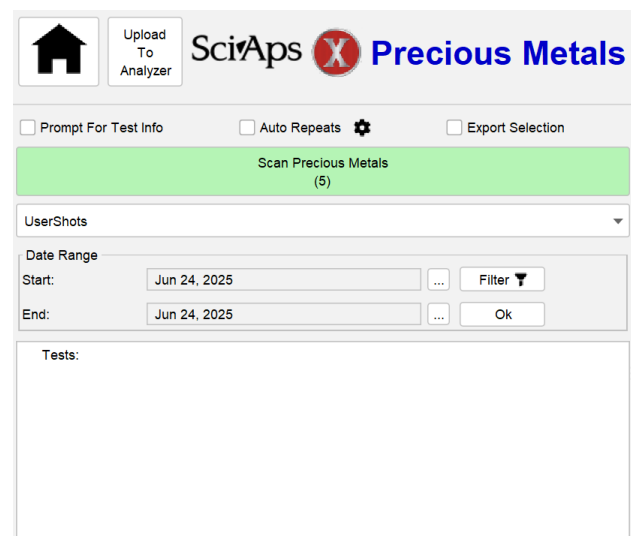 Upload
To
Analyzer
SciAps X Precious Metals
Prompt For Test Info Auto Repeats Export Selection
Scan Precious Metals
(5)
UserShots
Date Range
Start: Jun 24, 2025 ... Filter
End: Jun 24, 2025 ... Ok
Tests: